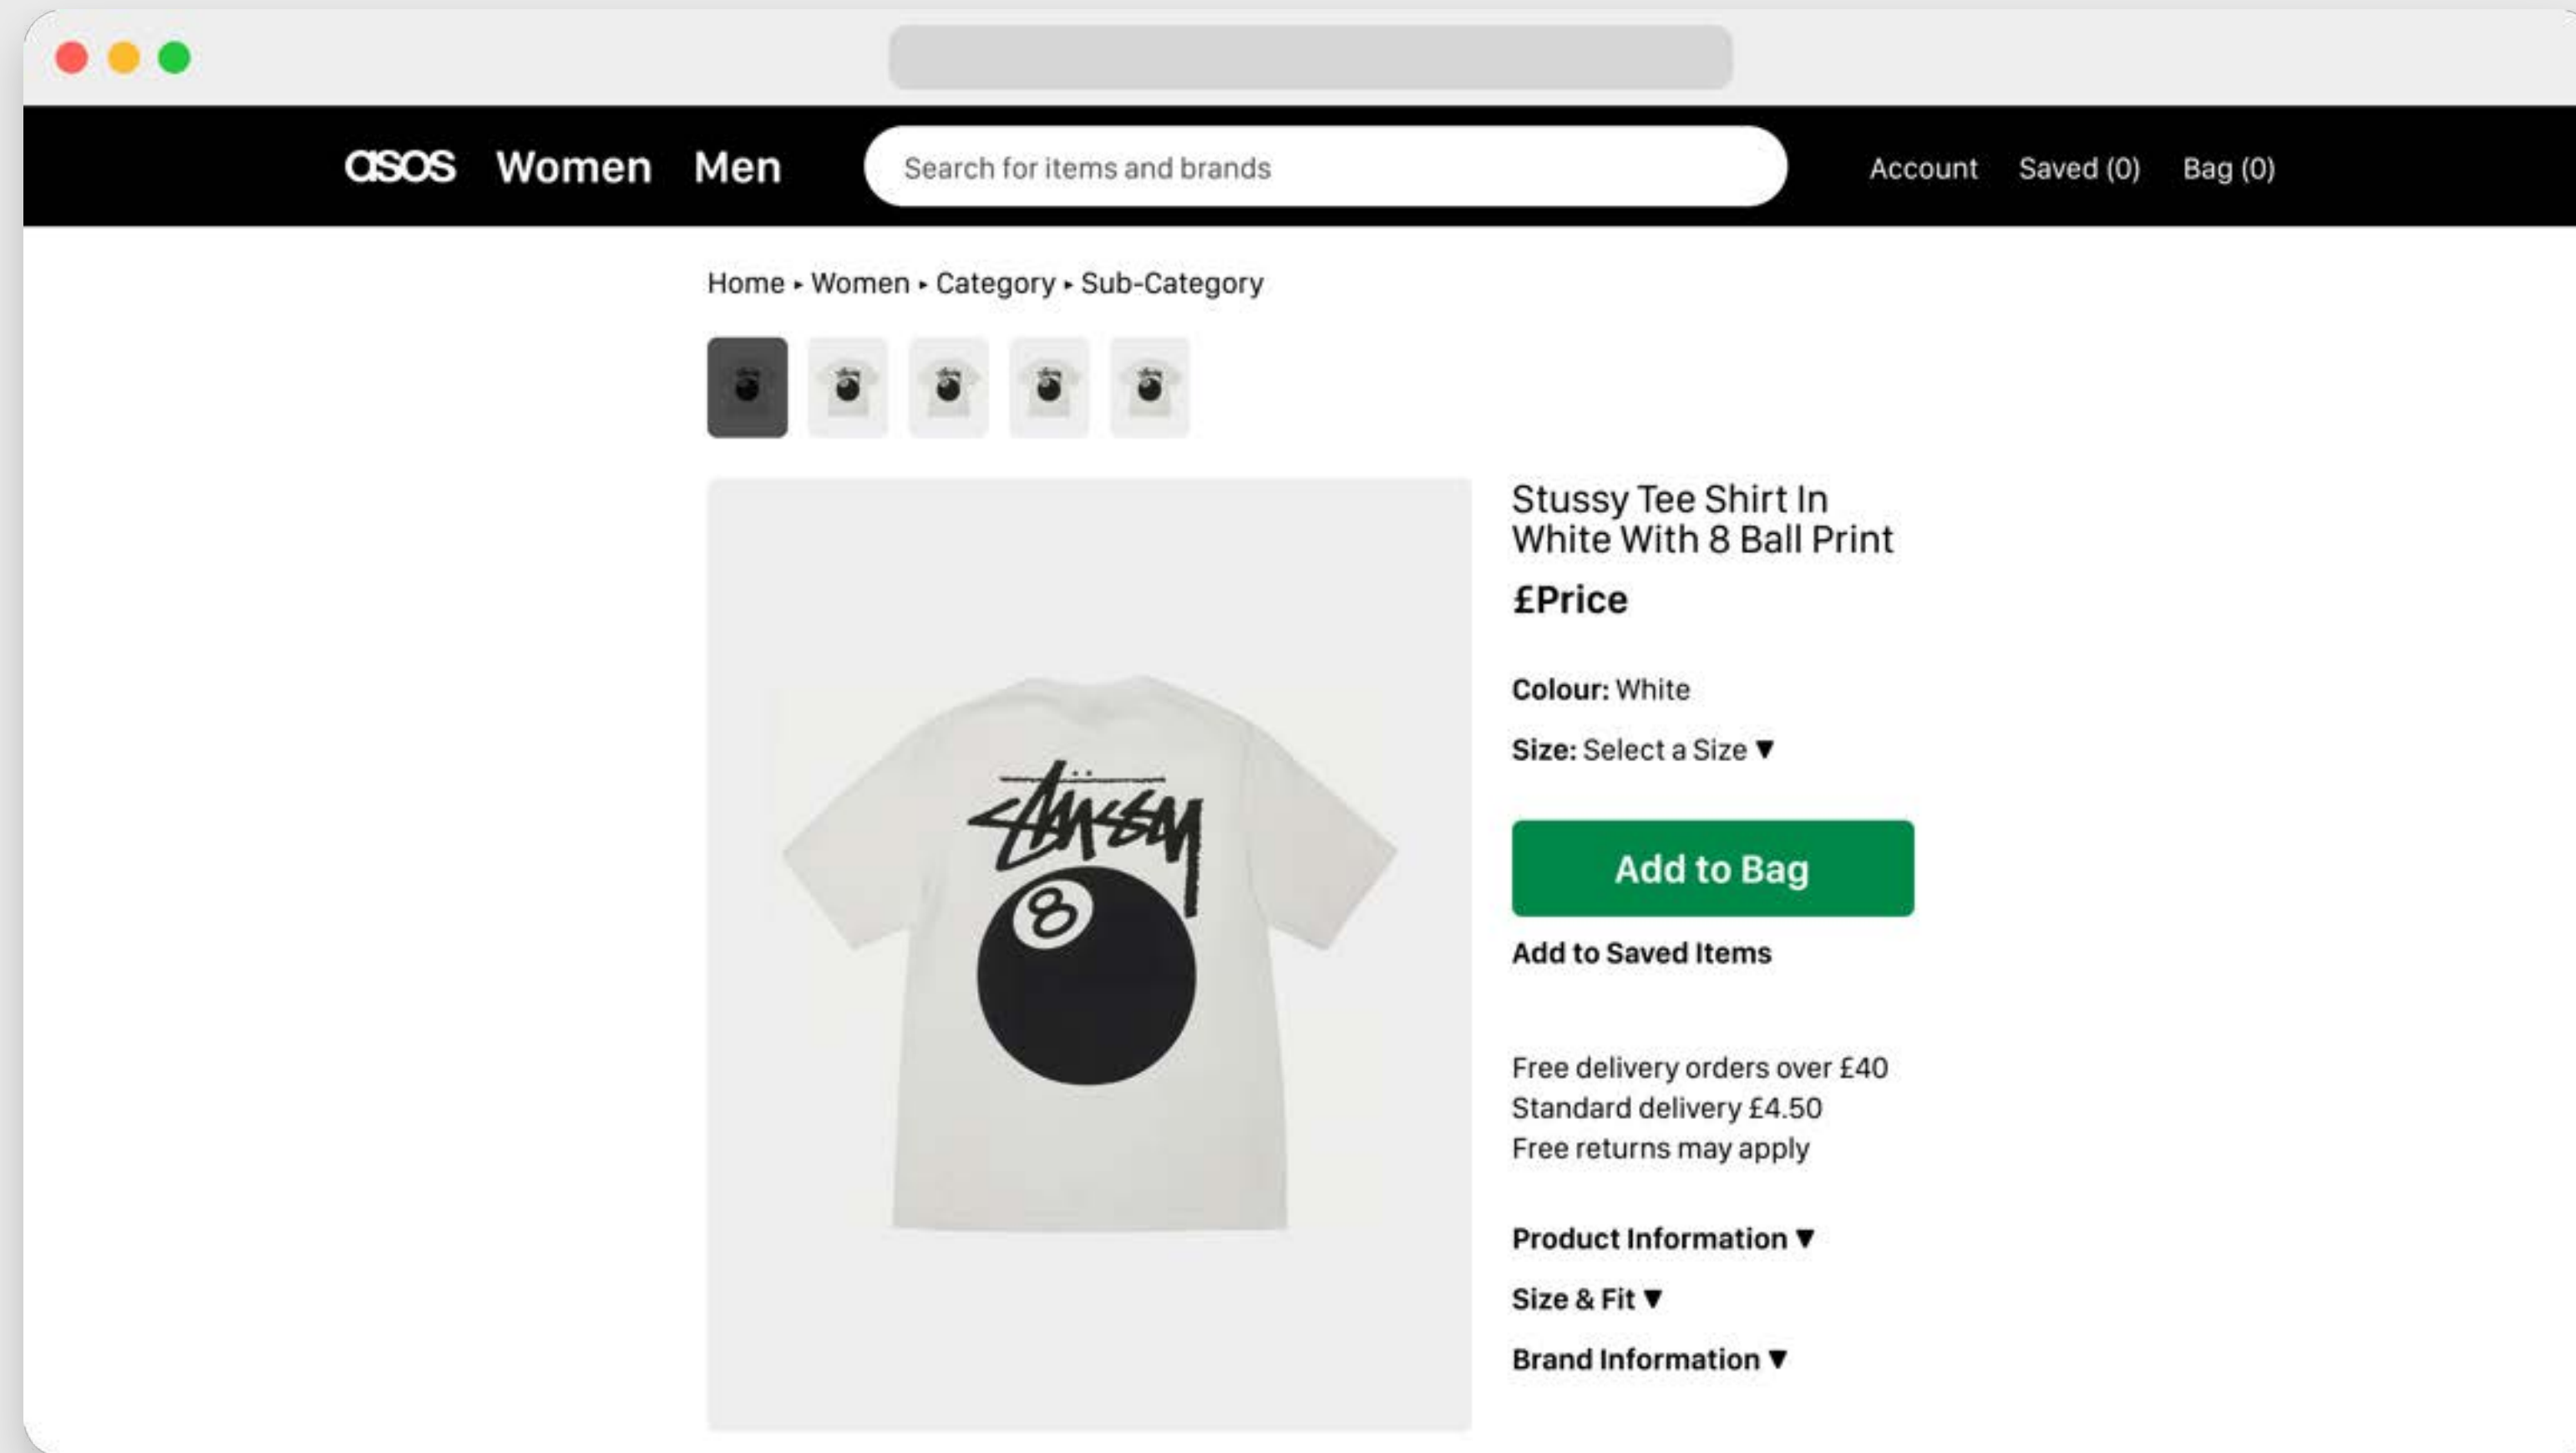 asos Women Men Search for items and brands Account Saved (0) Bag (0)
Home ‣ Women ‣ Category ‣ Sub-Category
Stussy Tee Shirt In
White With 8 Ball Print
£Price
Colour: White
Size: Select a Size ▼
Stüssy
8
Add to Bag
Add to Saved Items
Free delivery orders over £40
Standard delivery £4.50
Free returns may apply
Product Information ▼
Size & Fit ▼
Brand Information ▼